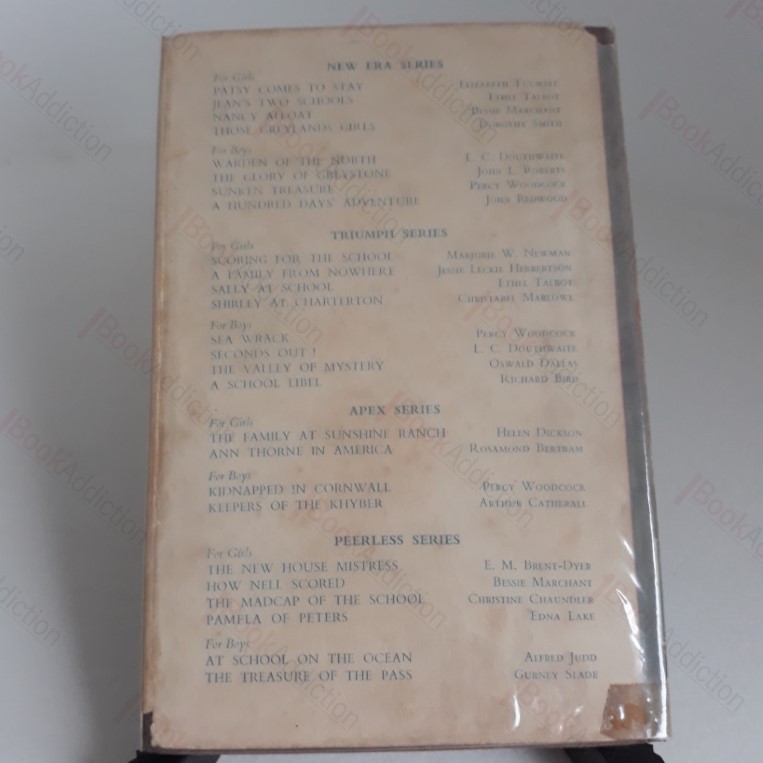 NEW ERA SERIES
For Girls
PATSY COMES TO STAY
JEAN'S TWO SCHOOLS ETHEL TALBOT
NANCY AFLOAT BESSIE MARCHANT
THOSE GREYLANDS GIRLS DOROTHY SMITH
For Boys
WARDEN OF THE NORTH L. C. DOUTHWAITE
THE GLORY OF GREYSTONE JOHN L. ROBERTS
SUNKEN TREASURE PERCY WOODCOCK
A HUNDRED DAYS' ADVENTURE JOHN REDWOOD
TRIUMPH SERIES
For Girls
SCORING FOR THE SCHOOL MARJORIE W. NEWMAN
A FAMILY FROM NOWHERE JESSIE LECKIE HERBERTSON
SALLY AT SCHOOL ETHEL TALBOT
SHIRLEY AT CHARTERTON CHRISTABEL MARLOWE
For Boys
SEA WRACK PERCY WOODCOCK
SECONDS OUT! L. C. DOUTHWAITE
THE VALLEY OF MYSTERY OSWALD DALLAS
A SCHOOL LIBEL RICHARD BIRD
APEX SERIES
For Girls
THE FAMILY AT SUNSHINE RANCH HELEN DICKSON
ANN THORNE IN AMERICA ROSAMOND BERTRAM
For Boys
KIDNAPPED IN CORNWALL PERCY WOODCOCK
KEEPERS OF THE KHYBER ARTHUR CATHERALL
PEERLESS SERIES
For Girls
THE NEW HOUSE MISTRESS E. M. BRENT-DYER
HOW NELL SCORED BESSIE MARCHANT
THE MADCAP OF THE SCHOOL CHRISTINE CHAUNDLER
PAMELA OF PETERS EDNA LAKE
For Boys
AT SCHOOL ON THE OCEAN ALFRED JUDD
THE TREASURE OF THE PASS GURNEY SLADE
BookAddiction